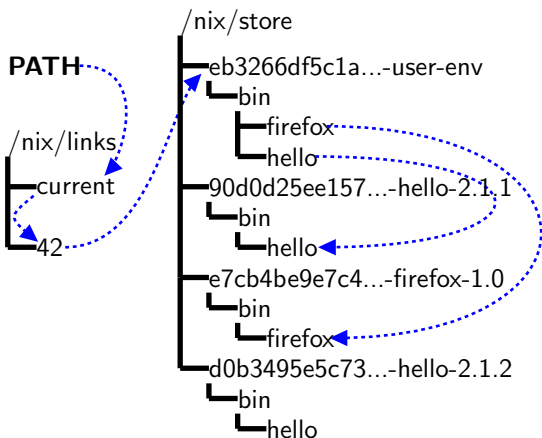 PATH
/nix/links
current
42
/nix/store
eb3266df5c1a...-user-env
bin
firefox
hello
90d0d25ee157...-hello-2.1.1
bin
hello
e7cb4be9e7c4...-firefox-1.0
bin
firefox
d0b3495e5c73...-hello-2.1.2
bin
hello